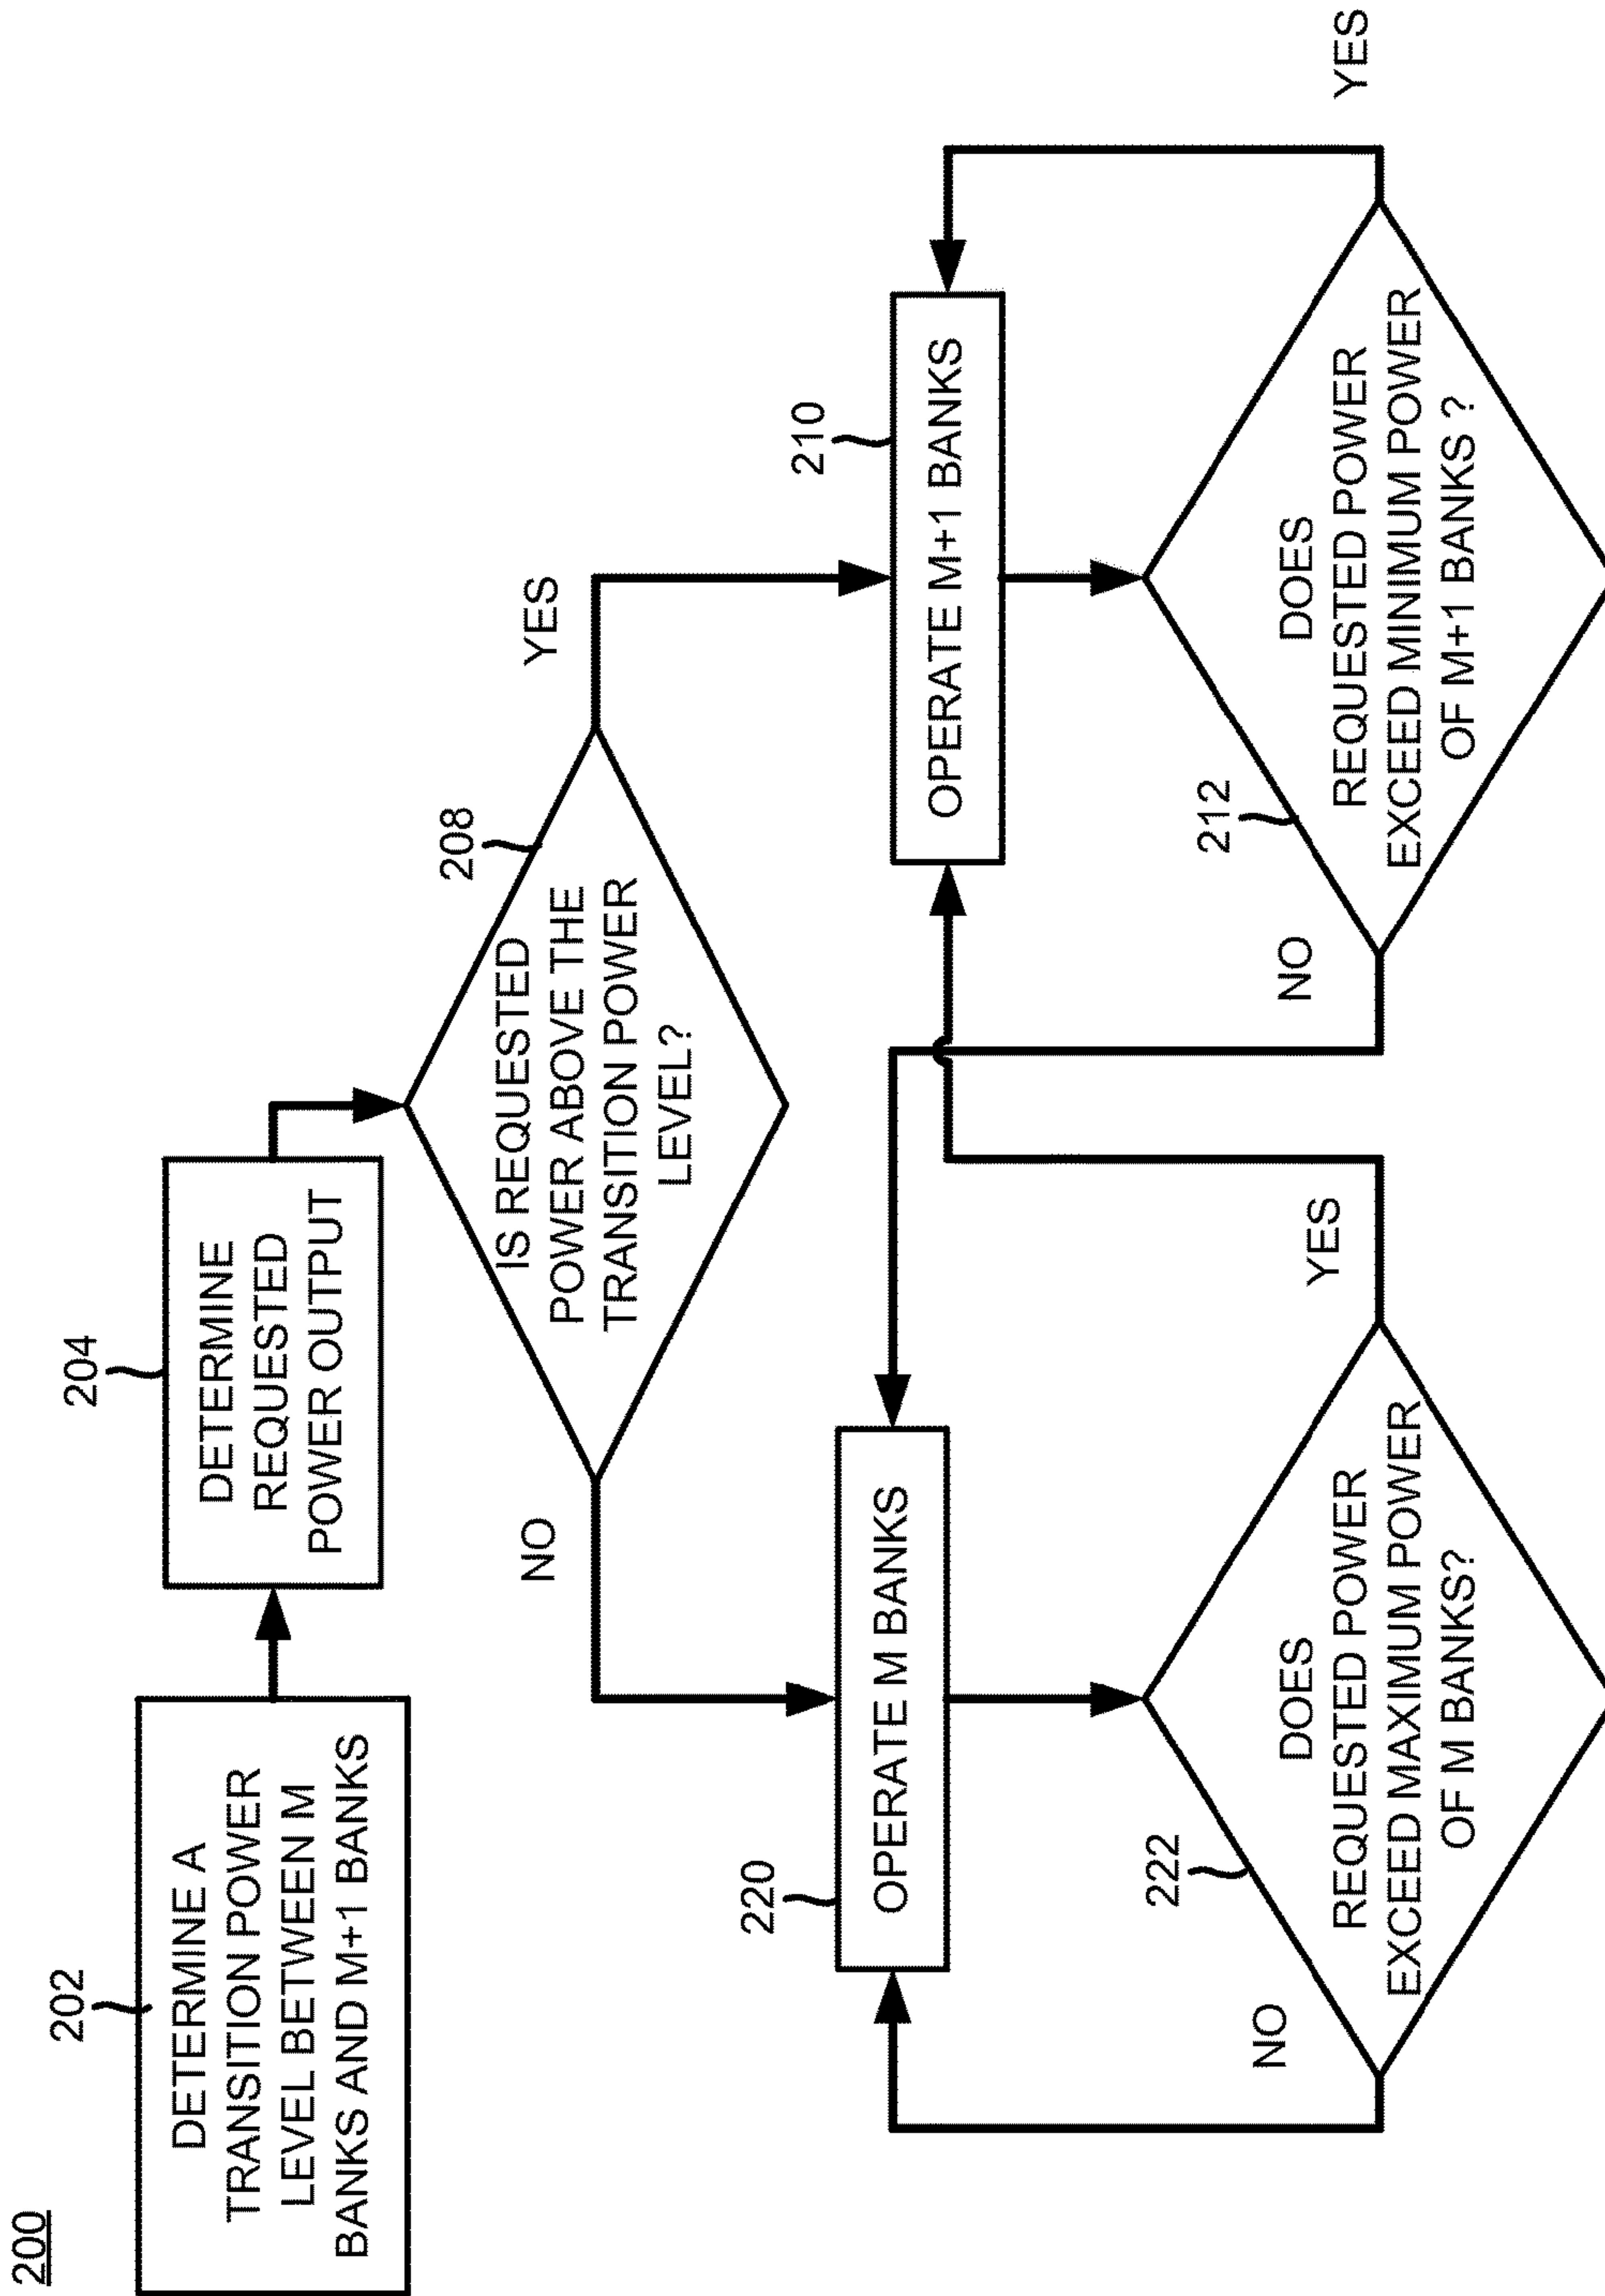 200
202
DETERMINE A
TRANSITION POWER
LEVEL BETWEEN M
BANKS AND M+1 BANKS
204
DETERMINE
REQUESTED
POWER OUTPUT
208
IS REQUESTED
POWER ABOVE THE
TRANSITION POWER
LEVEL?
NO
YES
220
OPERATE M BANKS
210
OPERATE M+1 BANKS
222
DOES
REQUESTED POWER
EXCEED MAXIMUM POWER
OF M BANKS?
NO
YES
212
DOES
REQUESTED POWER
EXCEED MINIMUM POWER
OF M+1 BANKS ?
NO
YES